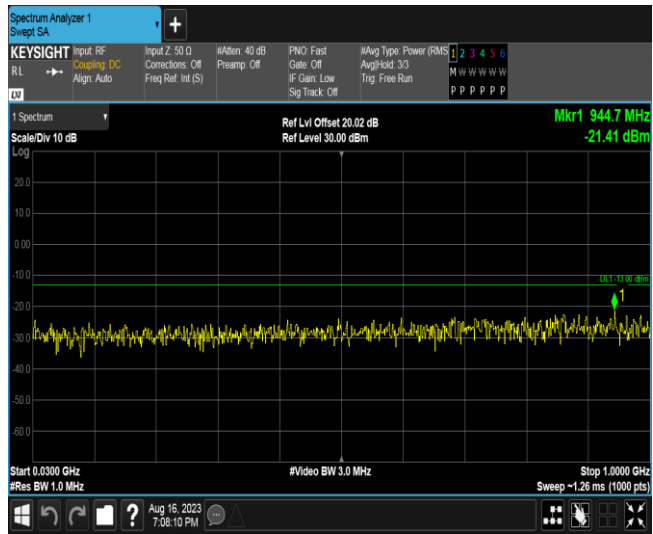 Spectrum Analyzer 1
Swept SA
+
KEYSIGHT
RL
LXI
Input: RF
Coupling: DC
Align: Auto
Input Z: 50 Ω
Corrections: Off
Freq Ref: Int (S)
#Atten: 40 dB
Preamp: Off
PNO: Fast
Gate: Off
IF Gain: Low
Sig Track: Off
#Avg Type: Power (RMS
Avg|Hold: 3/3
Trig: Free Run
1 2 3 4 5 6
M W W W W W
P P P P P P
1 Spectrum
Scale/Div 10 dB
Log
Ref Lvl Offset 20.02 dB
Ref Level 30.00 dBm
Mkr1 944.7 MHz
-21.41 dBm
20.0
10.0
0.00
-10.0
DL1 -13.00 dBm
1
-20.0
-30.0
-40.0
-50.0
-60.0
Start 0.0300 GHz
#Res BW 1.0 MHz
#Video BW 3.0 MHz
Stop 1.0000 GHz
Sweep ~1.26 ms (1000 pts)
?
Aug 16, 2023
7:08:10 PM